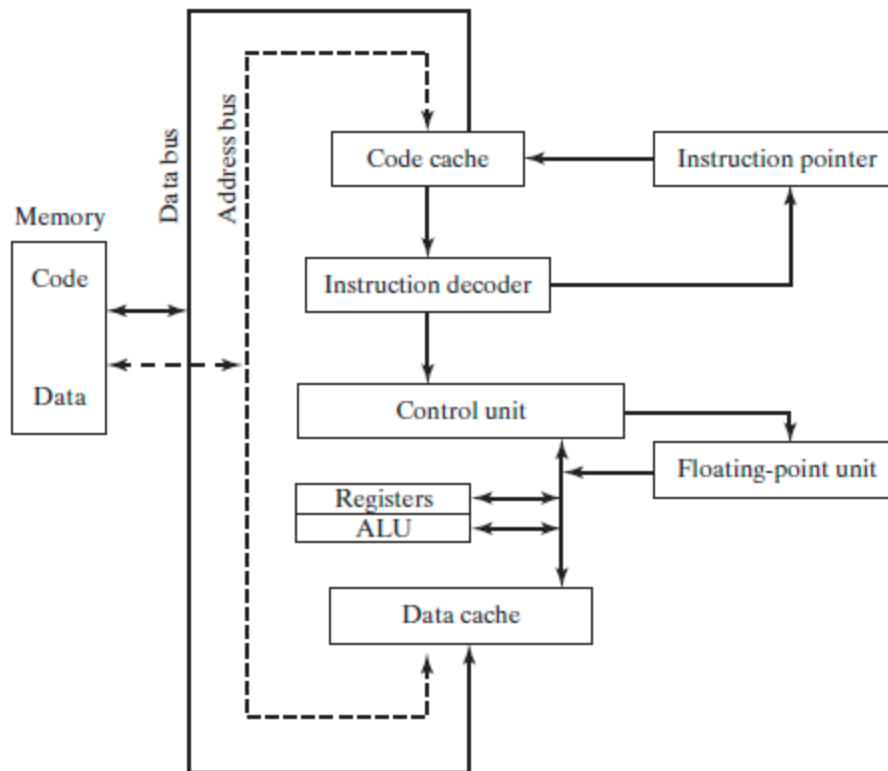 Data bus
Address bus
Code cache
Instruction pointer
Memory
Code
Data
Instruction decoder
Control unit
Floating-point unit
Registers
ALU
Data cache